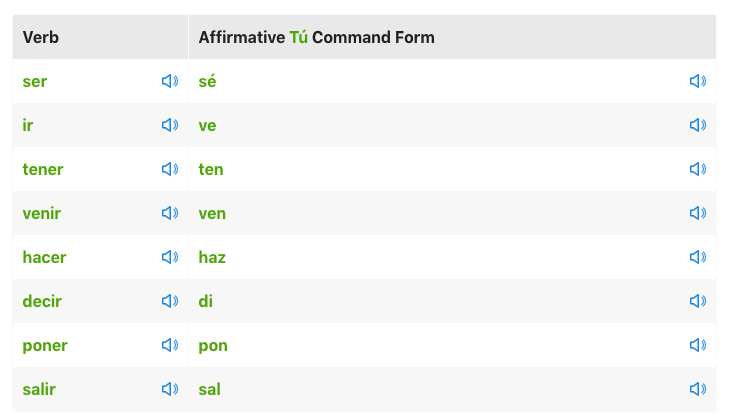 Verb Affirmative Tú Command Form
ser sé
ir ve
tener ten
venir ven
hacer haz
decir di
poner pon
salir sal